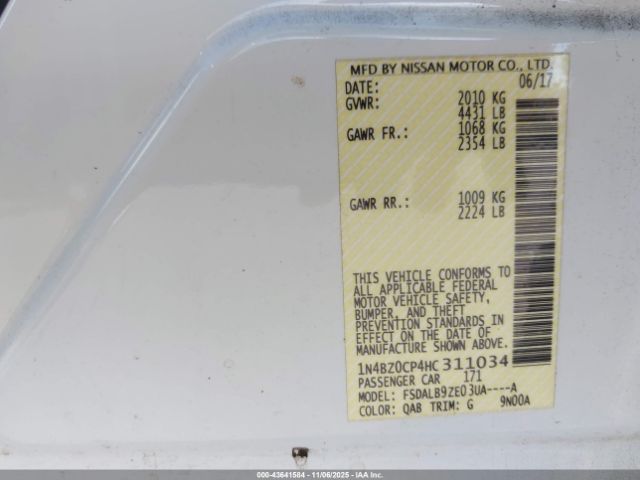 MFD BY NISSAN MOTOR CO., LTD.
DATE: 06/17
GVWR: 2010 KG
4431 LB
GAWR FR.: 1068 KG
2354 LB
GAWR RR.: 1009 KG
2224 LB
THIS VEHICLE CONFORMS TO
ALL APPLICABLE FEDERAL
MOTOR VEHICLE SAFETY,
BUMPER, AND THEFT
PREVENTION STANDARDS IN
EFFECT ON THE DATE OF
MANUFACTURE SHOWN ABOVE.
1N4BZ0CP4HC311034
PASSENGER CAR 171
MODEL: FSDALB9ZE03UA----A
COLOR: QAB TRIM: G 9N00A
000-43641584 | 11/06/2025 - IAAI.COM